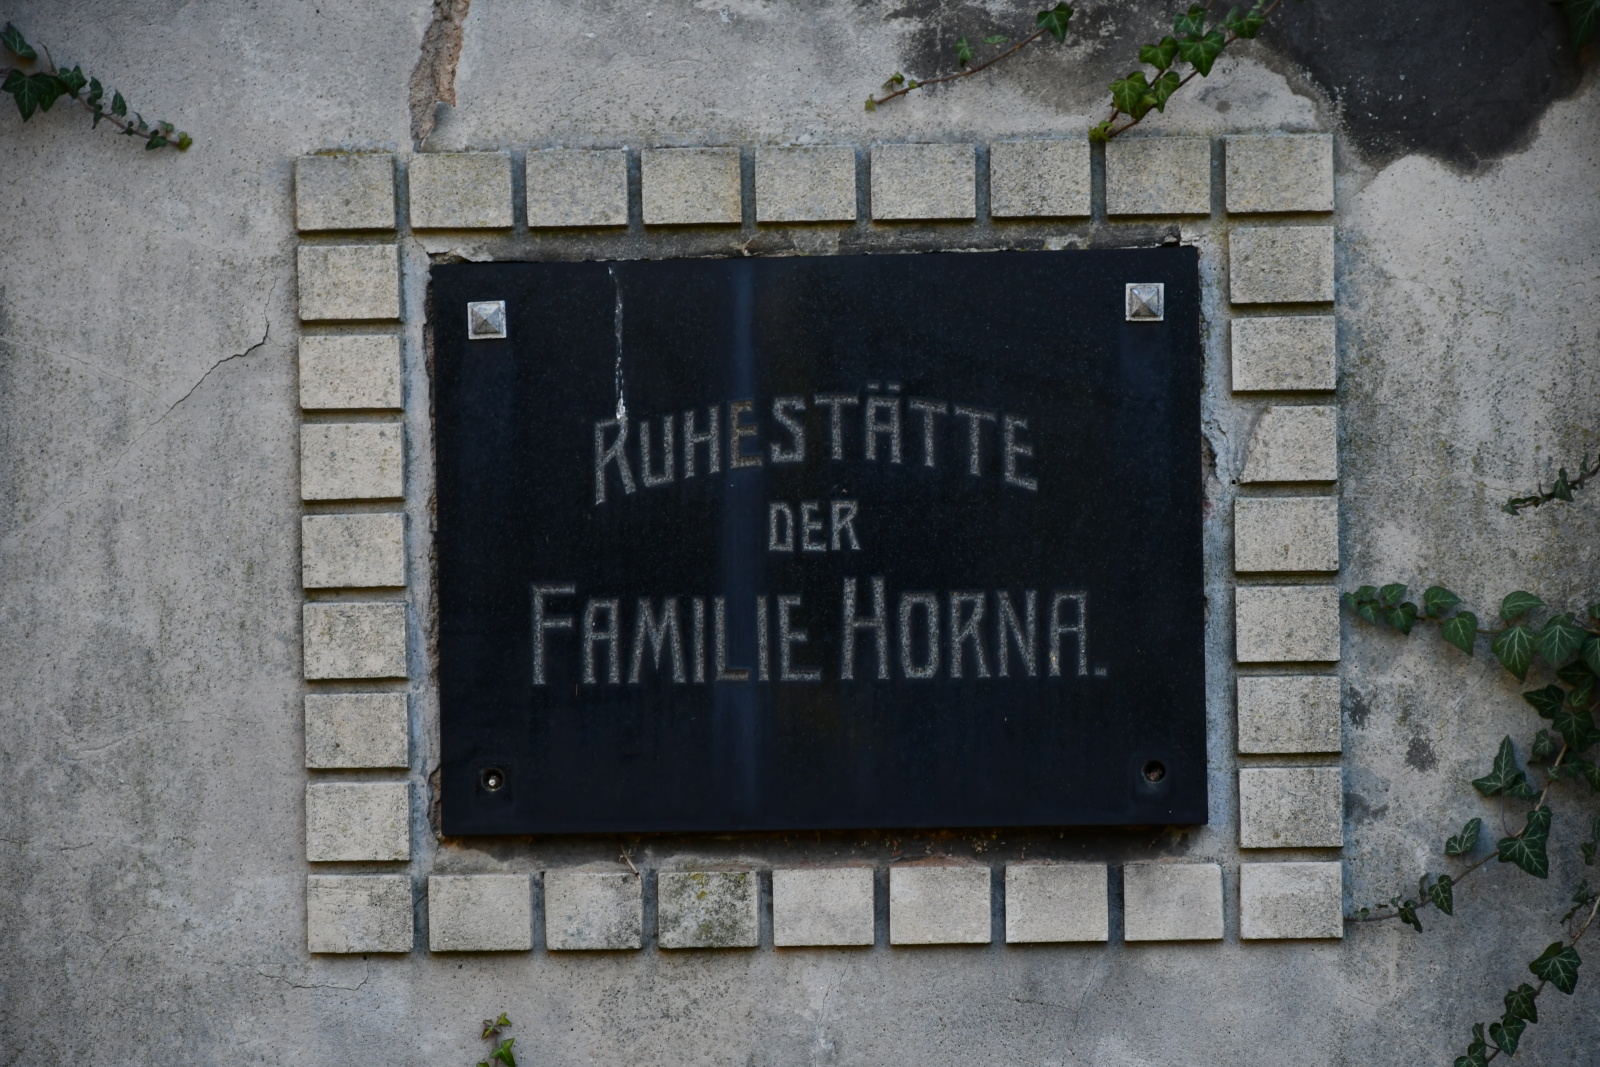 RUHESTÄTTE
DER
FAMILIE HORNA.